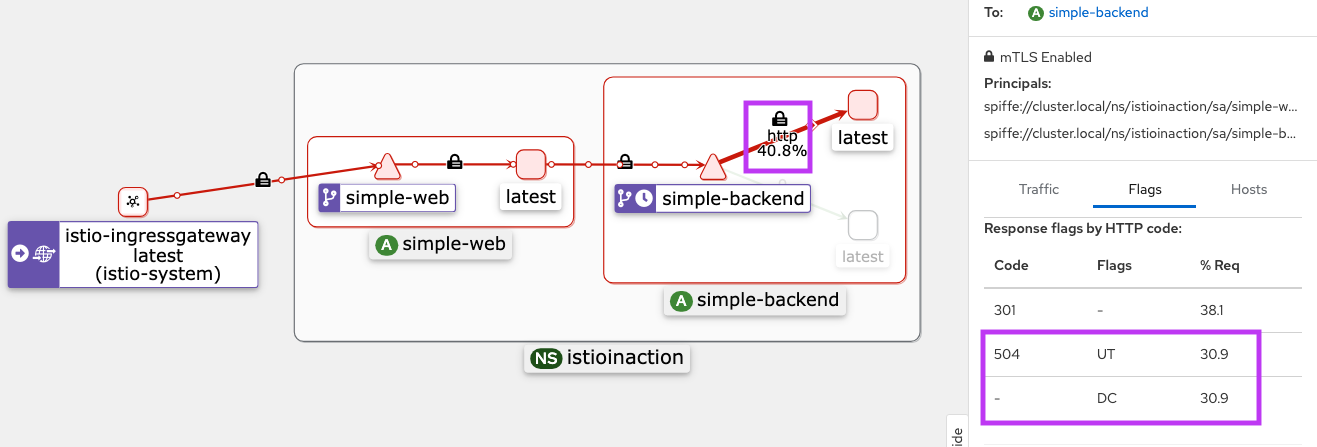 To: A simple-backend
mTLS Enabled
Principals:
spiffe://cluster.local/ns/istioinaction/sa/simple-w...
spiffe://cluster.local/ns/istioinaction/sa/simple-b...
Traffic Flags Hosts
Response flags by HTTP code:
Code Flags % Req
301 - 38.1
504 UT 30.9
- DC 30.9
ide
http
40.8%
latest
simple-web
latest
simple-backend
latest
istio-ingressgateway
latest
(istio-system)
A simple-web
A simple-backend
NS istioinaction